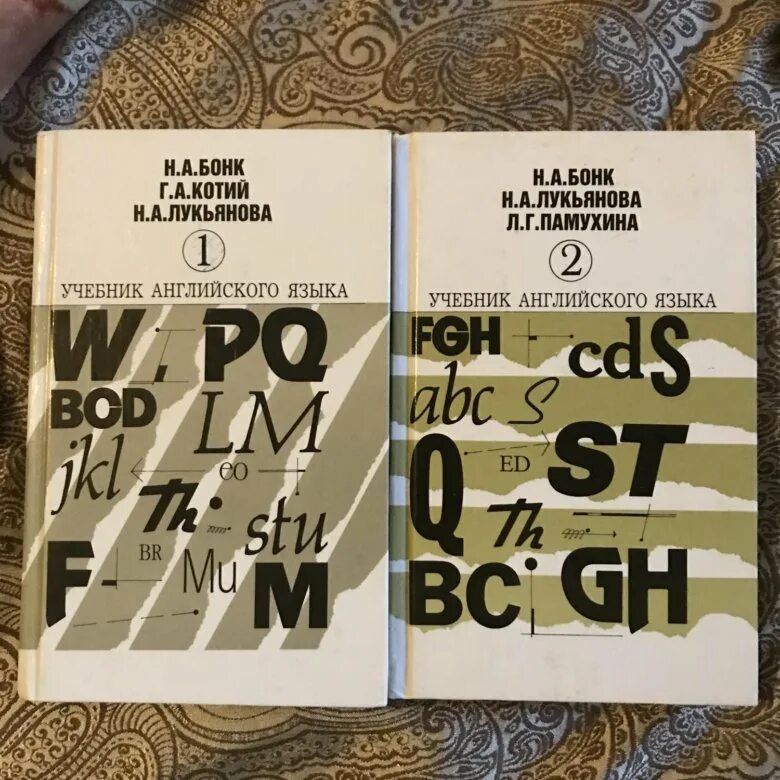 Н.А.БОНК
Г.А.КОТИЙ
Н.А.ЛУКЬЯНОВА
1
УЧЕБНИК АНГЛИЙСКОГО ЯЗЫКА
W. PQ
BCD LM
jkl eo
Th stu
F BR Mu M
Н.А.БОНК
Н.А.ЛУКЬЯНОВА
Л.Г.ПАМУХИНА
2
УЧЕБНИК АНГЛИЙСКОГО ЯЗЫКА
FGH cdS
abc S
Q ED ST
Th
BC GH